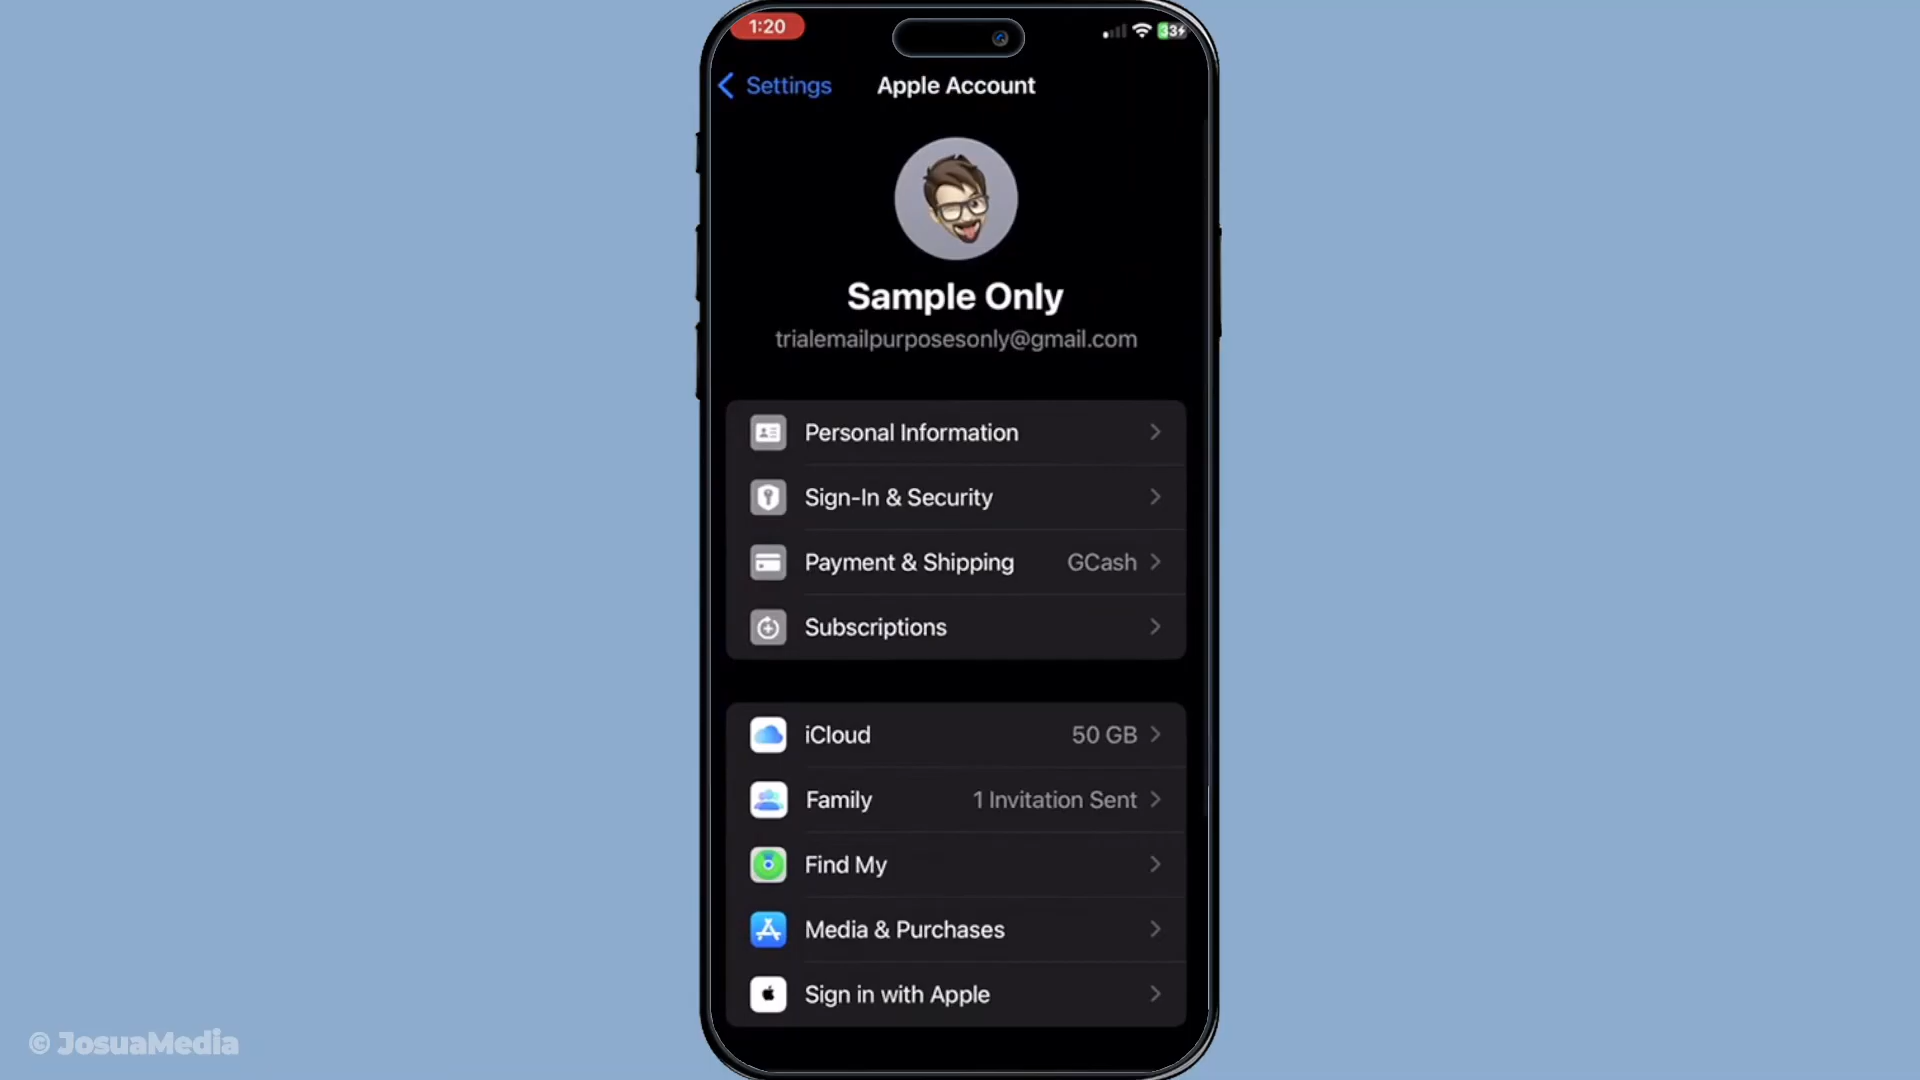 1:20
33
Settings
Apple Account
Sample Only
trialemailpurposesonly@gmail.com
Personal Information
Sign-In & Security
Payment & Shipping GCash
Subscriptions
iCloud 50 GB
Family 1 Invitation Sent
Find My
Media & Purchases
Sign in with Apple
© JosuaMedia